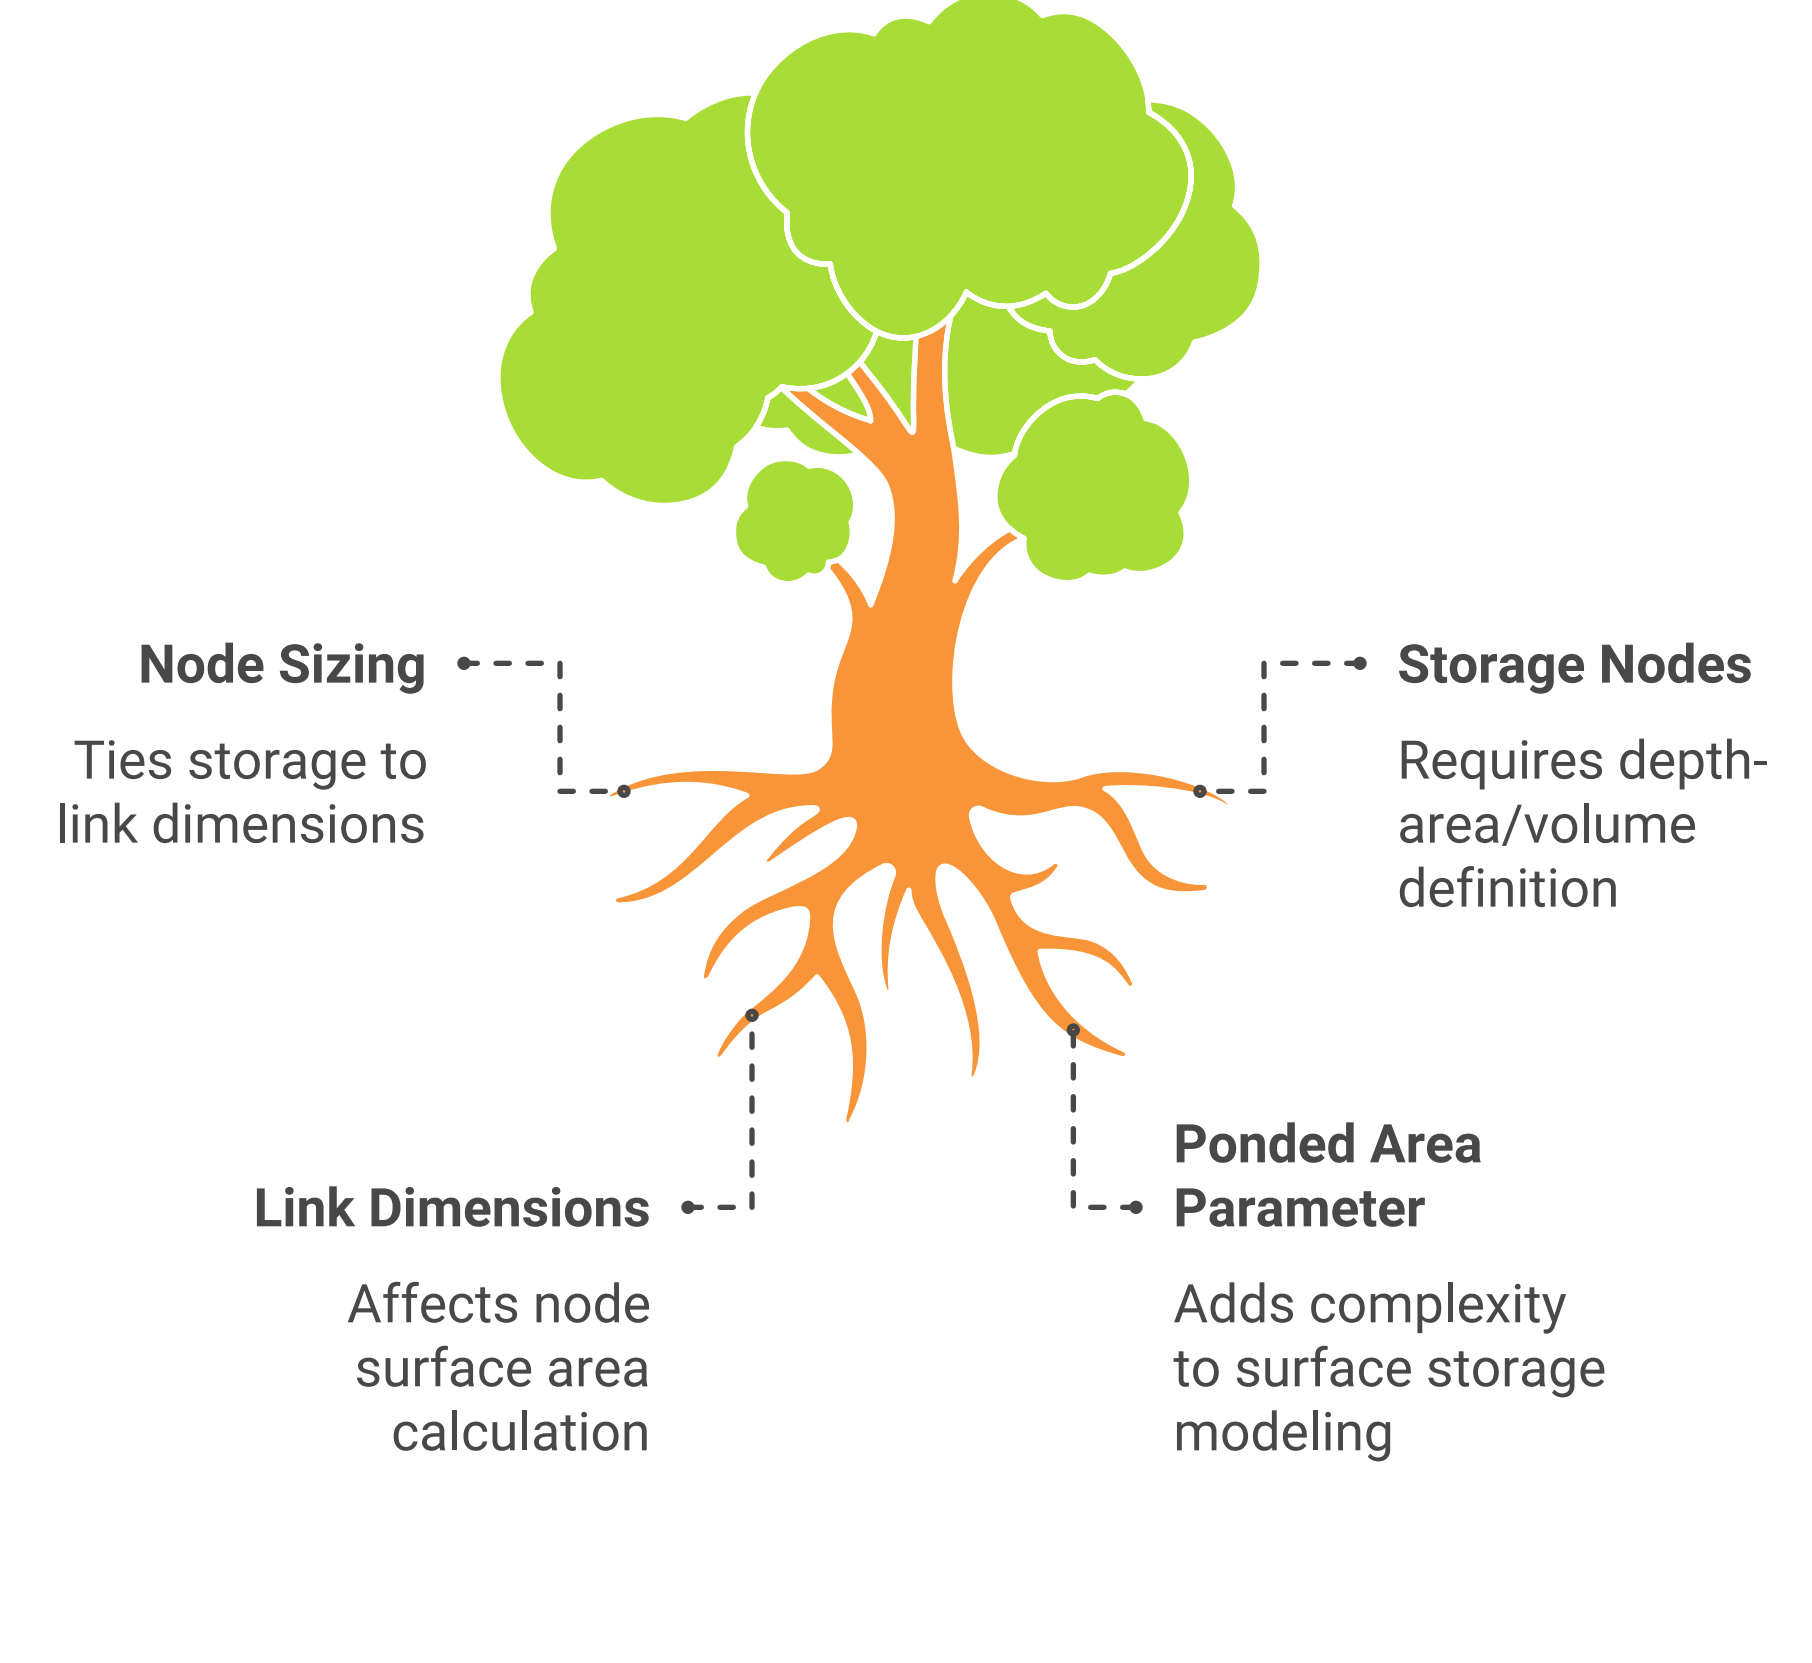 Node Sizing
Ties storage to
link dimensions
Storage Nodes
Requires depth-
area/volume
definition
Link Dimensions
Affects node
surface area
calculation
Ponded Area
Parameter
Adds complexity
to surface storage
modeling